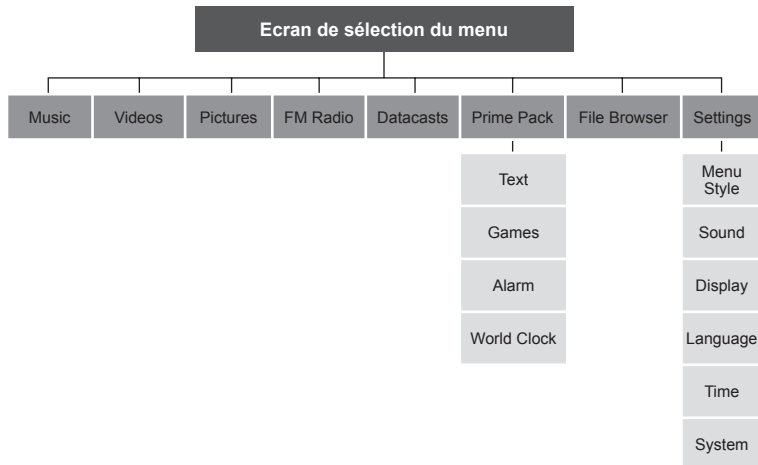 Ecran de sélection du menu
Music
Videos
Pictures
FM Radio
Datacasts
Prime Pack
File Browser
Settings
Text
Games
Alarm
World Clock
Menu
Style
Sound
Display
Language
Time
System